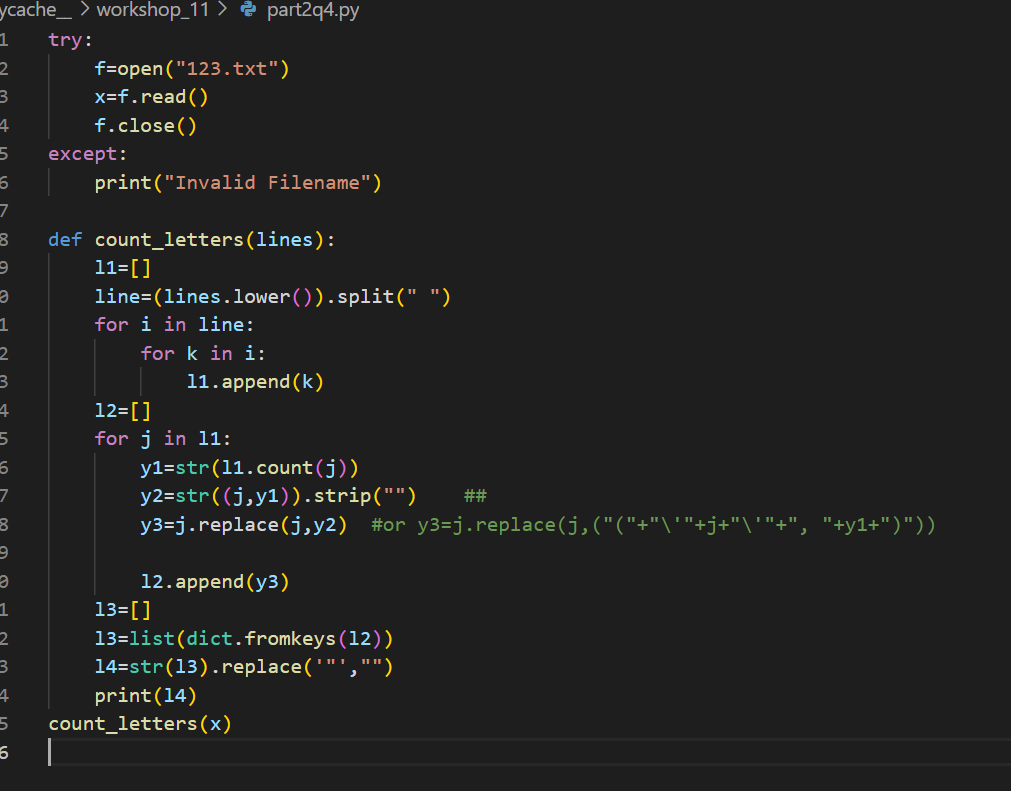 ycache__ > workshop_11 > part2q4.py
1 try:
2     f=open("123.txt")
3     x=f.read()
4     f.close()
5 except:
6     print("Invalid Filename")
7
8 def count_letters(lines):
9     l1=[]
0     line=(lines.lower()).split(" ")
1     for i in line:
2         for k in i:
3             l1.append(k)
4     l2=[]
5     for j in l1:
6         y1=str(l1.count(j))
7         y2=str((j,y1)).strip("")    ##
8         y3=j.replace(j,y2)  #or y3=j.replace(j,("("+"\'"+j+"\'"+", "+y1+")"))
9
0         l2.append(y3)
1     l3=[]
2     l3=list(dict.fromkeys(l2))
3     l4=str(l3).replace('"',"")
4     print(l4)
5 count_letters(x)
6